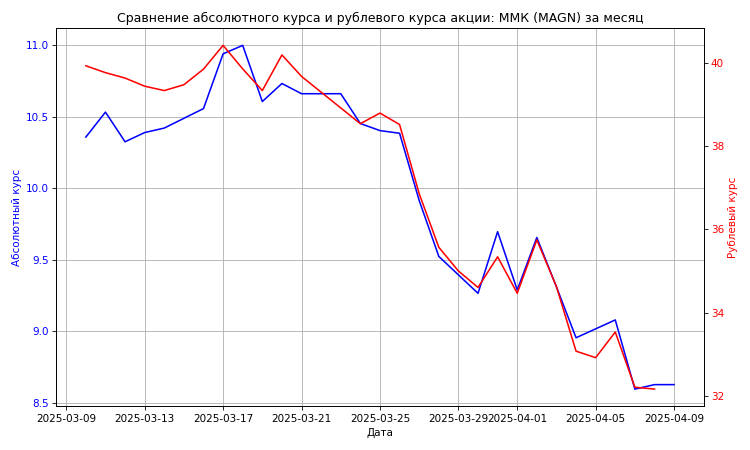 Сравнение абсолютного курса и рублевого курса акции: ММК (MAGN) за месяц
11.0
10.5
10.0
9.5
9.0
8.5
Абсолютный курс
40
38
36
34
32
Рублевый курс
2025-03-09 2025-03-13 2025-03-17 2025-03-21 2025-03-25 2025-03-29 2025-04-01 2025-04-05 2025-04-09
Дата